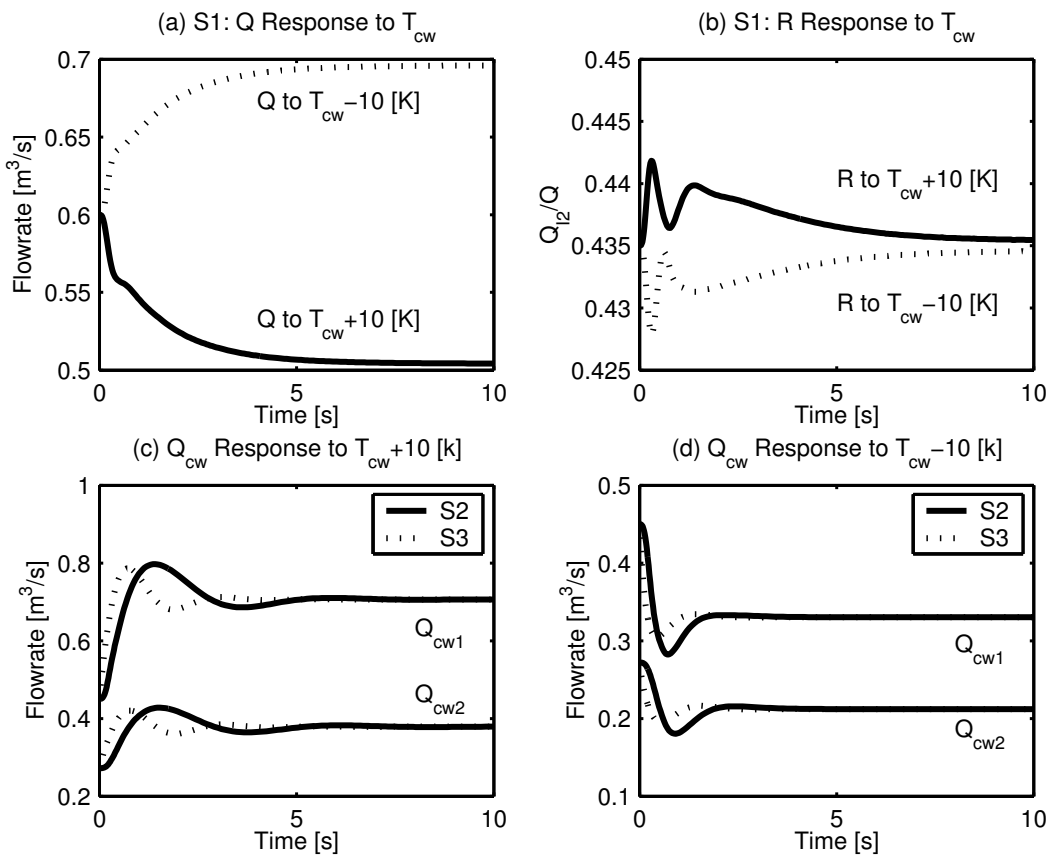 (a) S1: Q Response to T_cw
(b) S1: R Response to T_cw
0.7
0.65
0.6
0.55
0.5
Flowrate [m^3/s]
Q to T_cw−10 [K]
Q to T_cw+10 [K]
0
5
10
Time [s]
0.45
0.445
0.44
0.435
0.43
0.425
Q_l2/Q
R to T_cw+10 [K]
R to T_cw−10 [K]
0
5
10
Time [s]
(c) Q_cw Response to T_cw+10 [k]
(d) Q_cw Response to T_cw−10 [k]
1
0.8
0.6
0.4
0.2
Flowrate [m^3/s]
S2
S3
Q_cw1
Q_cw2
0
5
10
Time [s]
0.5
0.4
0.3
0.2
0.1
Flowrate [m^3/s]
S2
S3
Q_cw1
Q_cw2
0
5
10
Time [s]